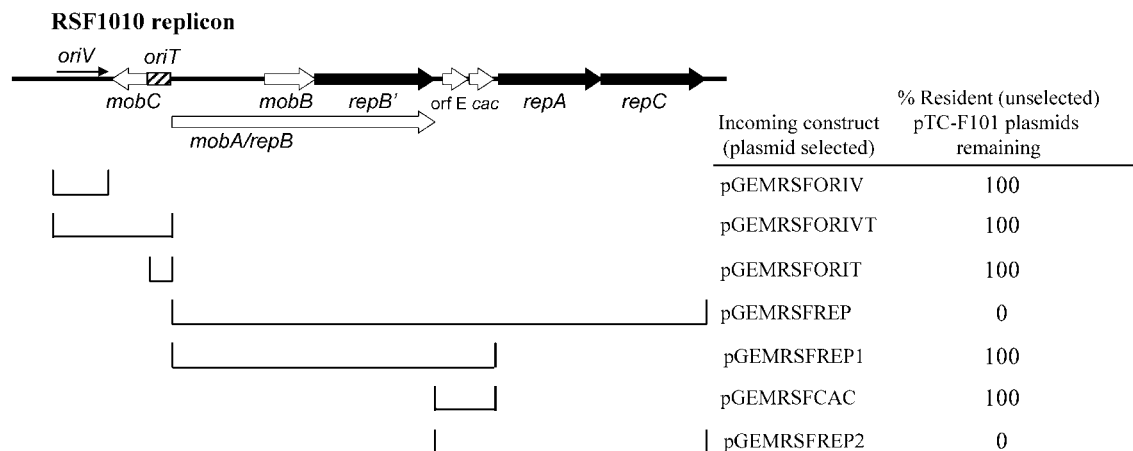 RSF1010 replicon
oriV oriT
mobC mobB repB' orf E cac repA repC
mobA/repB
Incoming construct
(plasmid selected)
% Resident (unselected)
pTC-F101 plasmids
remaining
pGEMRSFORIV 100
pGEMRSFORIVT 100
pGEMRSFORIT 100
pGEMRSFREP 0
pGEMRSFREP1 100
pGEMRSFCAC 100
pGEMRSFREP2 0